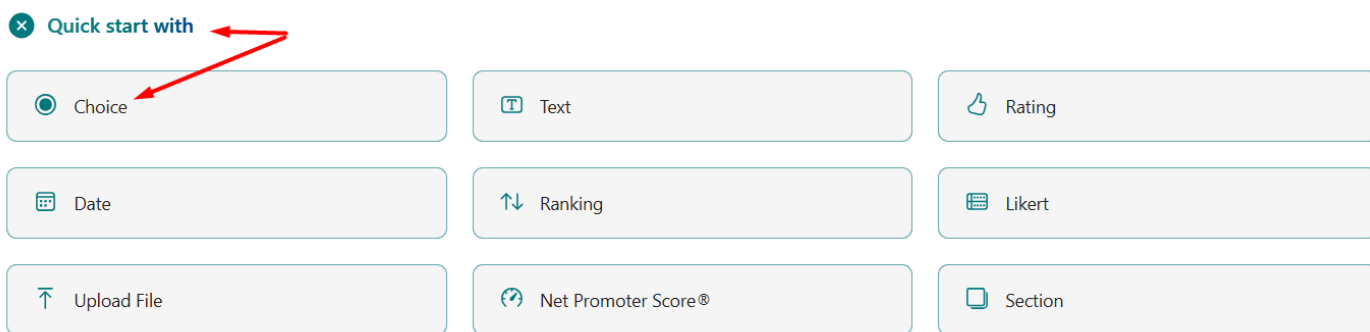 Quick start with
Choice
Text
Rating
Date
Ranking
Likert
Upload File
Net Promoter Score®
Section